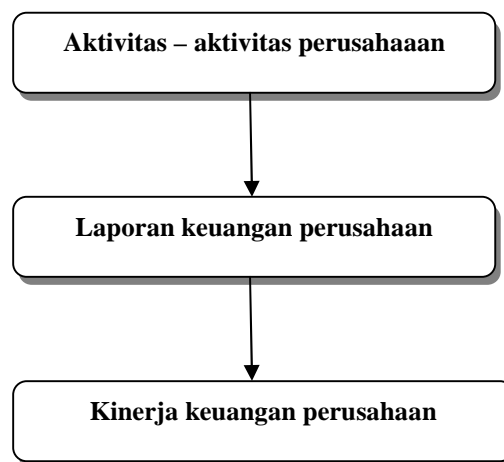 Aktivitas – aktivitas perusahaaan
Laporan keuangan perusahaan
Kinerja keuangan perusahaan